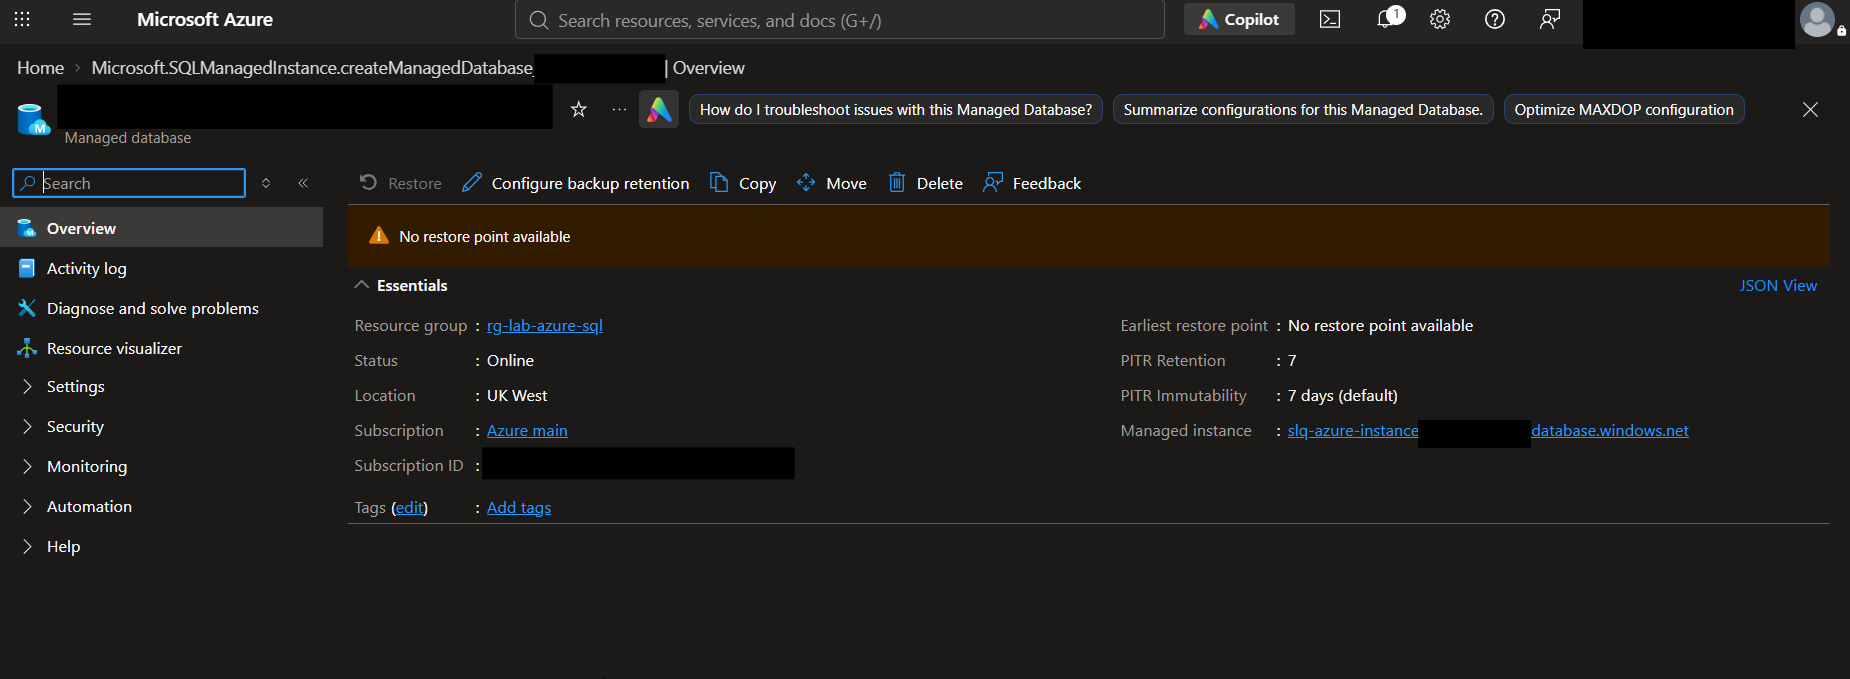 Microsoft Azure
Search resources, services, and docs (G+/)
Copilot
1
Home > Microsoft.SQLManagedInstance.createManagedDatabase_ | Overview
How do I troubleshoot issues with this Managed Database?
Summarize configurations for this Managed Database.
Optimize MAXDOP configuration
Managed database
Search
Restore
Configure backup retention
Copy
Move
Delete
Feedback
Overview
Activity log
Diagnose and solve problems
Resource visualizer
Settings
Security
Monitoring
Automation
Help
No restore point available
Essentials
JSON View
Resource group : rg-lab-azure-sql
Status : Online
Location : UK West
Subscription : Azure main
Subscription ID :
Tags (edit) : Add tags
Earliest restore point : No restore point available
PITR Retention : 7
PITR Immutability : 7 days (default)
Managed instance : slq-azure-instance database.windows.net